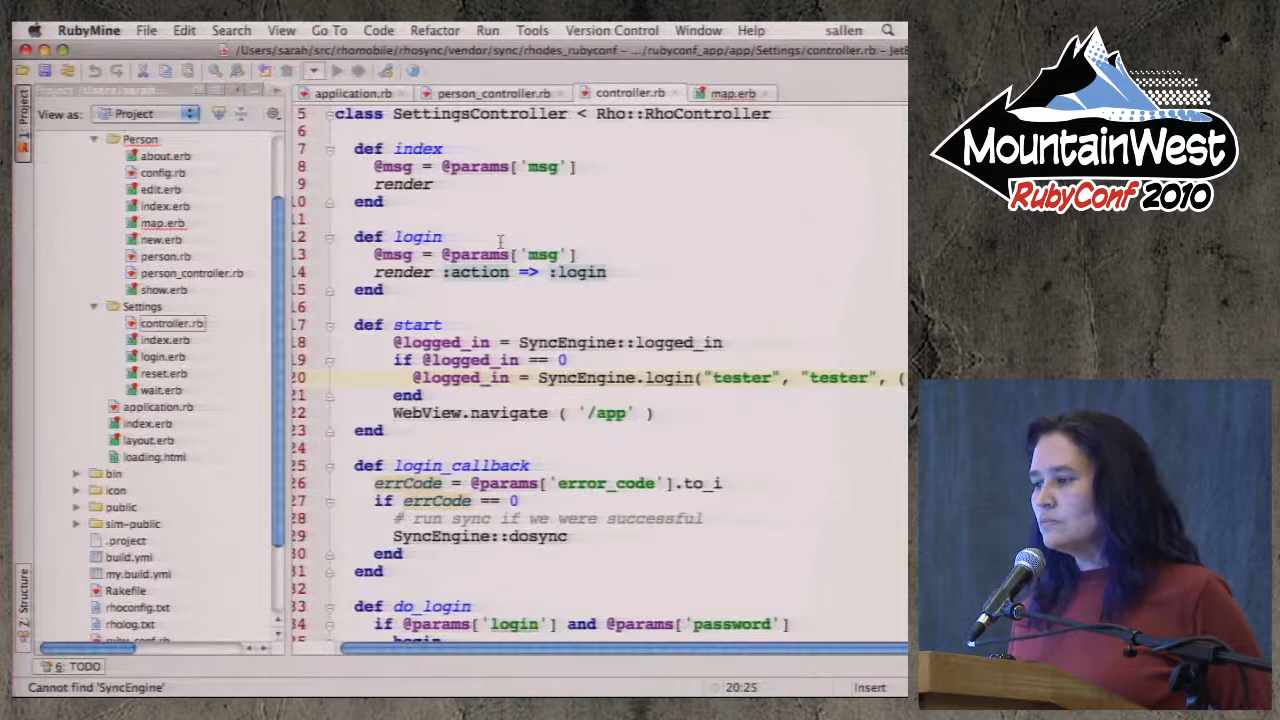 RubyMine File Edit Search View Go To Code Refactor Run Tools Version Control Window Help sallen
/Users/sarah/src/rhomobile/rhosync/vendor/sync/rhodes_rubyconf – .../rubyconf_app/app/Settings/controller.rb – JetB
application.rb person_controller.rb controller.rb map.erb
View as: Project
1: Project
Person
about.erb
config.rb
edit.erb
index.erb
map.erb
new.erb
person.rb
person_controller.rb
show.erb
Settings
controller.rb
index.erb
login.erb
reset.erb
wait.erb
application.rb
index.erb
layout.erb
loading.html
bin
icon
public
sim-public
.project
build.yml
my.build.yml
Rakefile
rhoconfig.txt
rholog.txt
ruby_conf.rb
Z: Structure
5 class SettingsController < Rho::RhoController
6
7 def index
8 @msg = @params['msg']
9 render
10 end
11
12 def login
13 @msg = @params['msg']
14 render :action => :login
15 end
16
17 def start
18 @logged_in = SyncEngine::logged_in
19 if @logged_in == 0
20 @logged_in = SyncEngine.login("tester", "tester", (
21 end
22 WebView.navigate ( '/app' )
23 end
24
25 def login_callback
26 errCode = @params['error_code'].to_i
27 if errCode == 0
28 # run sync if we were successful
29 SyncEngine::dosync
30 end
31 end
32
33 def do_login
34 if @params['login'] and @params['password']
begin
6: TODO
Cannot find 'SyncEngine' 20:25 Insert
MountainWest
RubyConf 2010